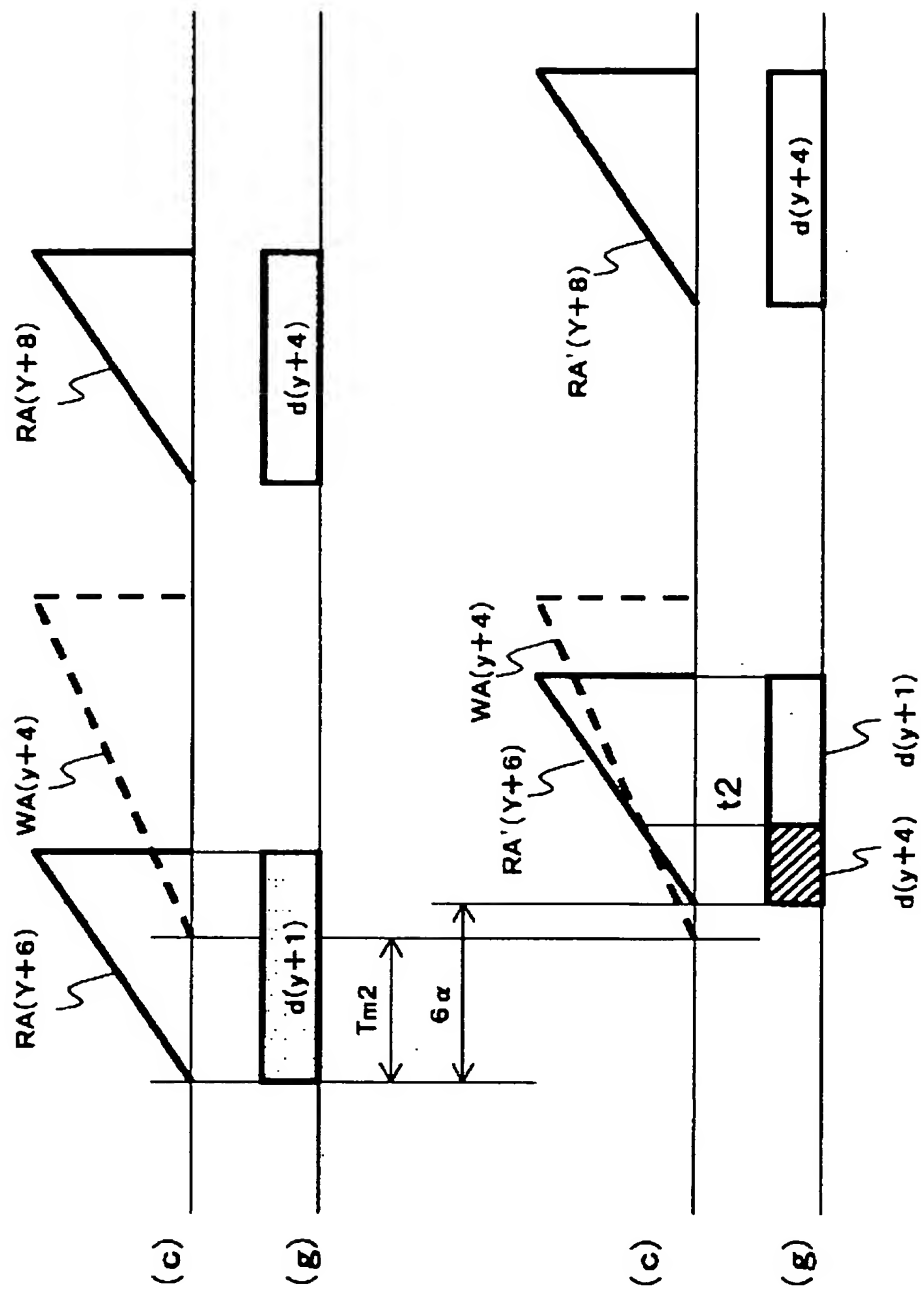 RA(Y+6)
WA(y+4)
RA(Y+8)
(c)
d(y+1)
d(y+4)
(g)
Tm2
6α
RA'(Y+6)
WA(y+4)
RA'(Y+8)
(c)
t2
d(y+4)
(g)
d(y+4)
d(y+1)